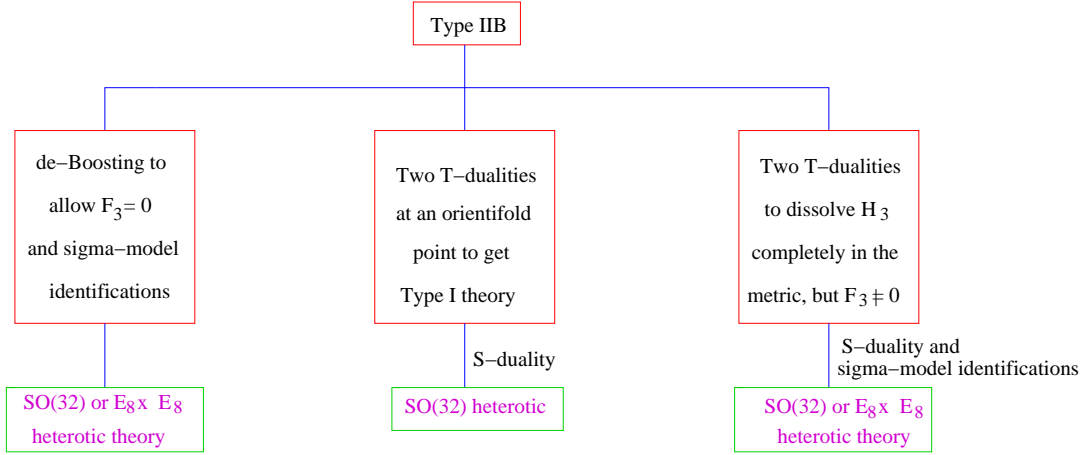 Type IIB
de−Boosting to
allow F3= 0
and sigma−model
identifications
Two T−dualities
at an orientifold
point to get
Type I theory
Two T−dualities
to dissolve H3
completely in the
metric, but F3 ≠ 0
S−duality
S−duality and
sigma−model identifications
SO(32) or E8x E8
heterotic theory
SO(32) heterotic
SO(32) or E8x E8
heterotic theory